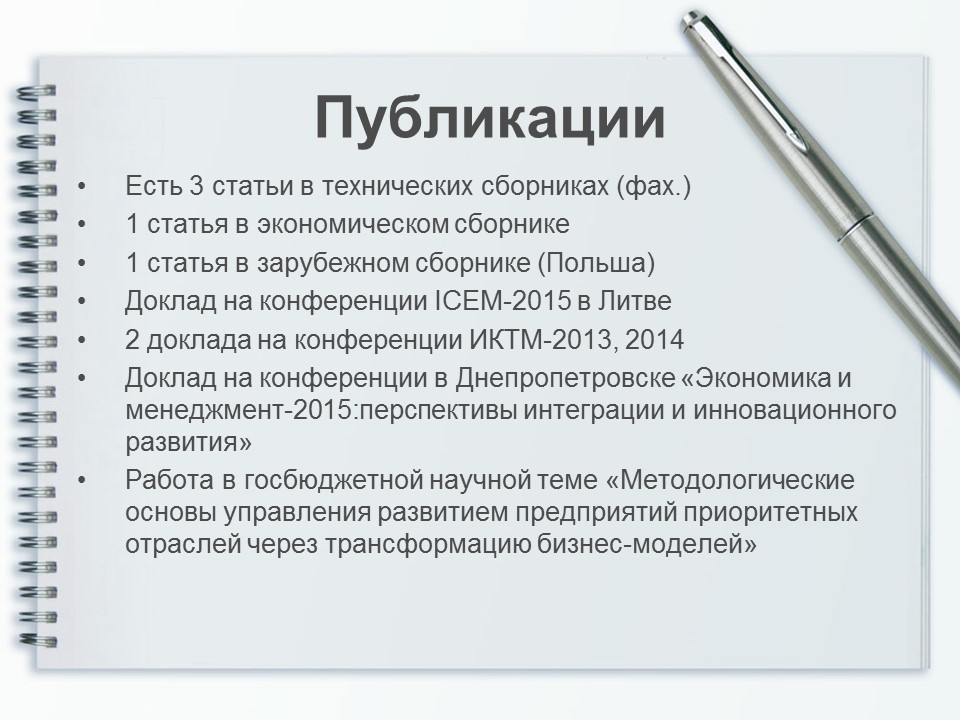 Публикации
• Есть 3 статьи в технических сборниках (фах.)
• 1 статья в экономическом сборнике
• 1 статья в зарубежном сборнике (Польша)
• Доклад на конференции ICEM-2015 в Литве
• 2 доклада на конференции ИКТМ-2013, 2014
• Доклад на конференции в Днепропетровске «Экономика и
менеджмент-2015:перспективы интеграции и инновационного
развития»
• Работа в госбюджетной научной теме «Методологические
основы управления развитием предприятий приоритетных
отраслей через трансформацию бизнес-моделей»